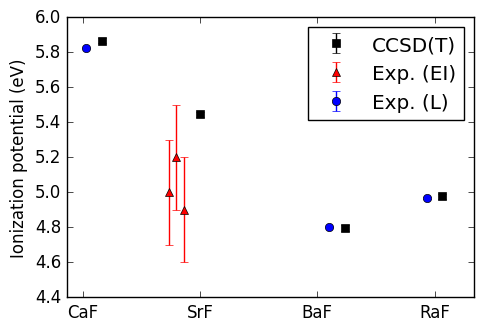 6.0
5.8
5.6
5.4
5.2
5.0
4.8
4.6
4.4
Ionization potential (eV)
CCSD(T)
Exp. (EI)
Exp. (L)
CaF SrF BaF RaF